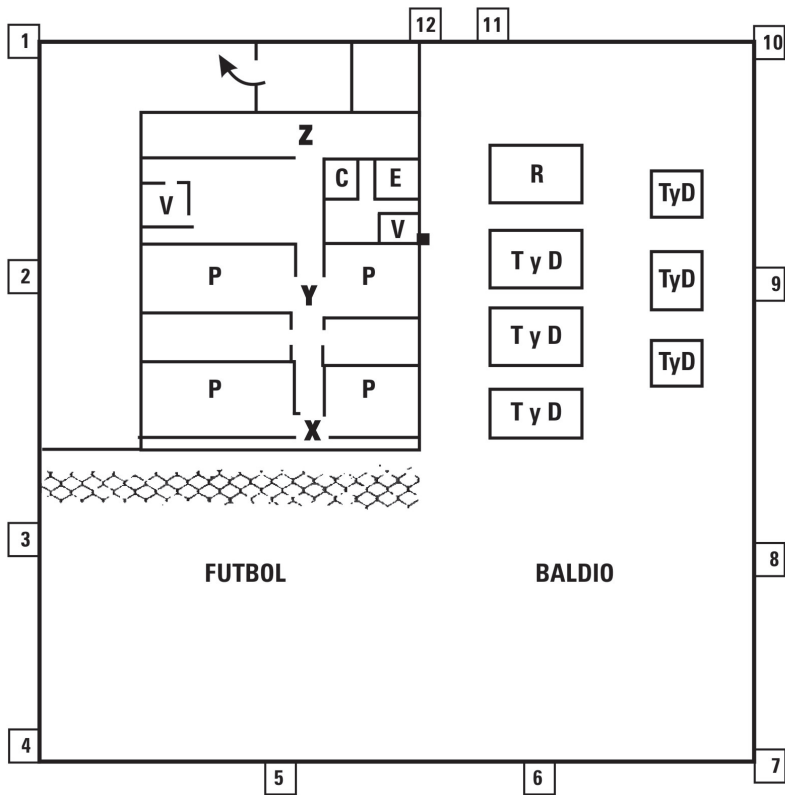 12 11
1 10
Z
C E R TyD
V
V
2 P P T y D TyD 9
Y
T y D
TyD
P P
T y D
X
3 8
FUTBOL BALDIO
4 7
5 6